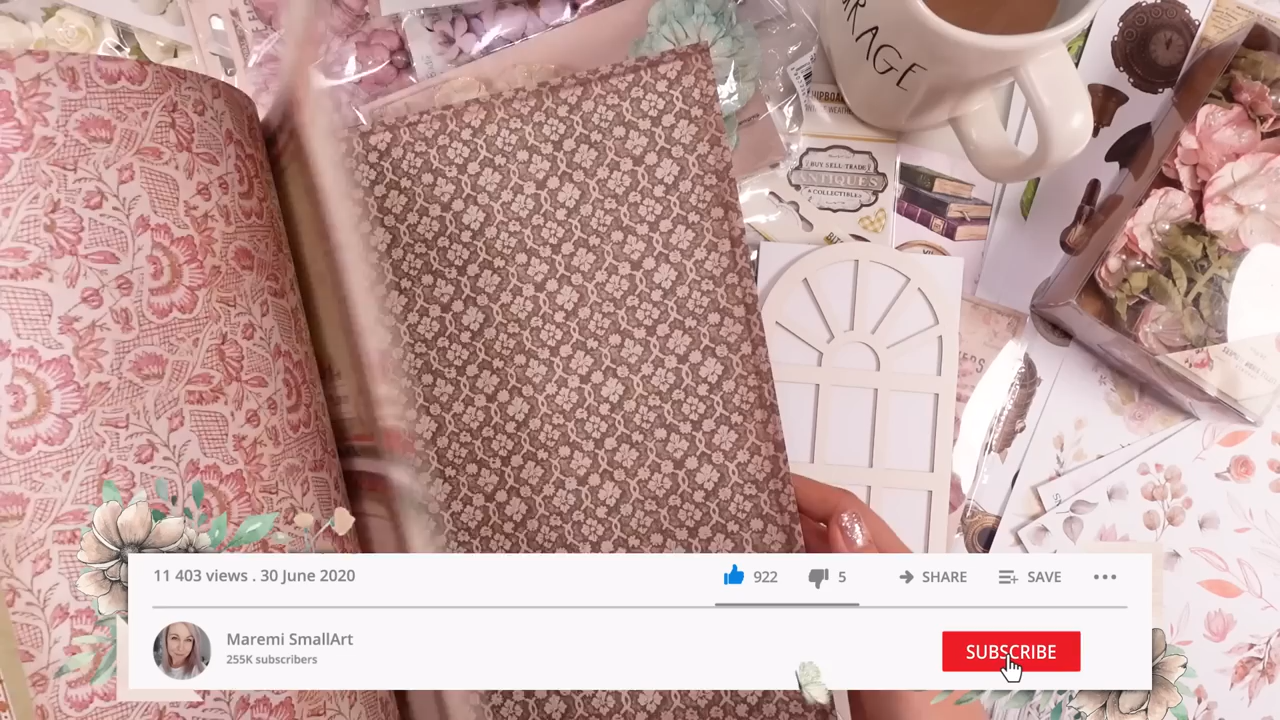 RAGE
BUY SELL-TRADE
ANTIQUES
COLLECTIBLE
11 403 views . 30 June 2020
922
5
SHARE
SAVE
Maremi SmallArt
255K subscribers
SUBSCRIBE